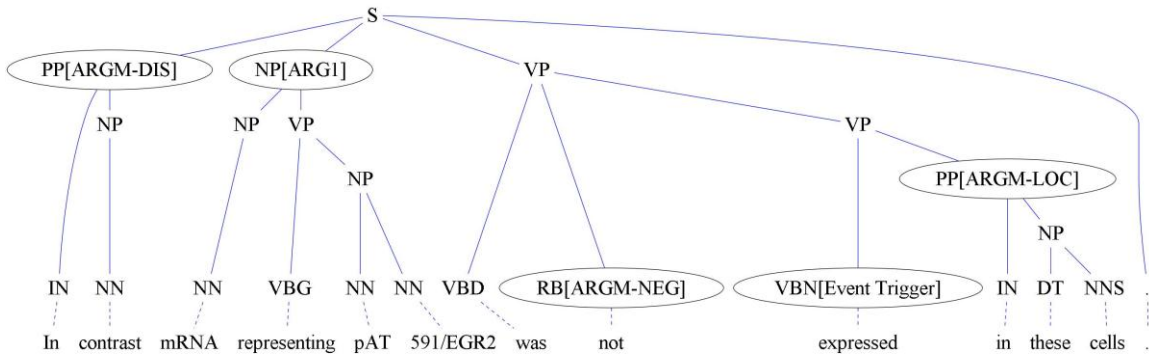 S
PP[ARGM-DIS] NP[ARG1] VP
NP NP VP VP
NP PP[ARGM-LOC]
NP
IN NN NN VBG NN NN VBD RB[ARGM-NEG] VBN[Event Trigger] IN DT NNS .
In contrast mRNA representing pAT 591/EGR2 was not expressed in these cells .